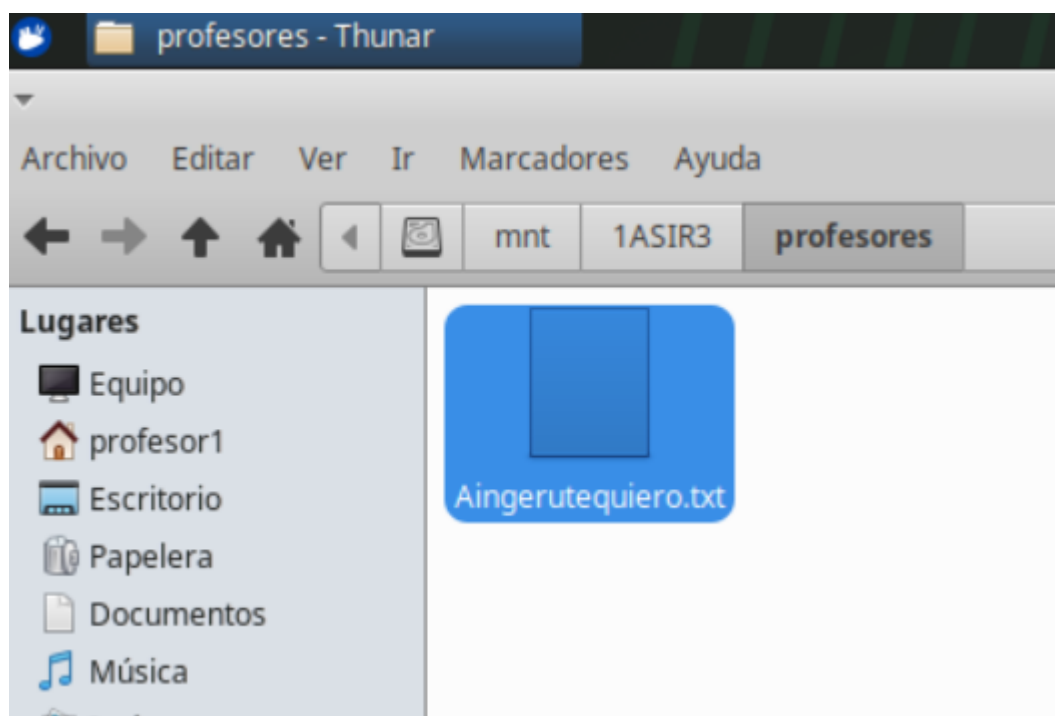 profesores - Thunar
Archivo Editar Ver Ir Marcadores Ayuda
mnt 1ASIR3 profesores
Lugares
Equipo
profesor1
Escritorio
Papelera
Documentos
Música
Aingerutequiero.txt